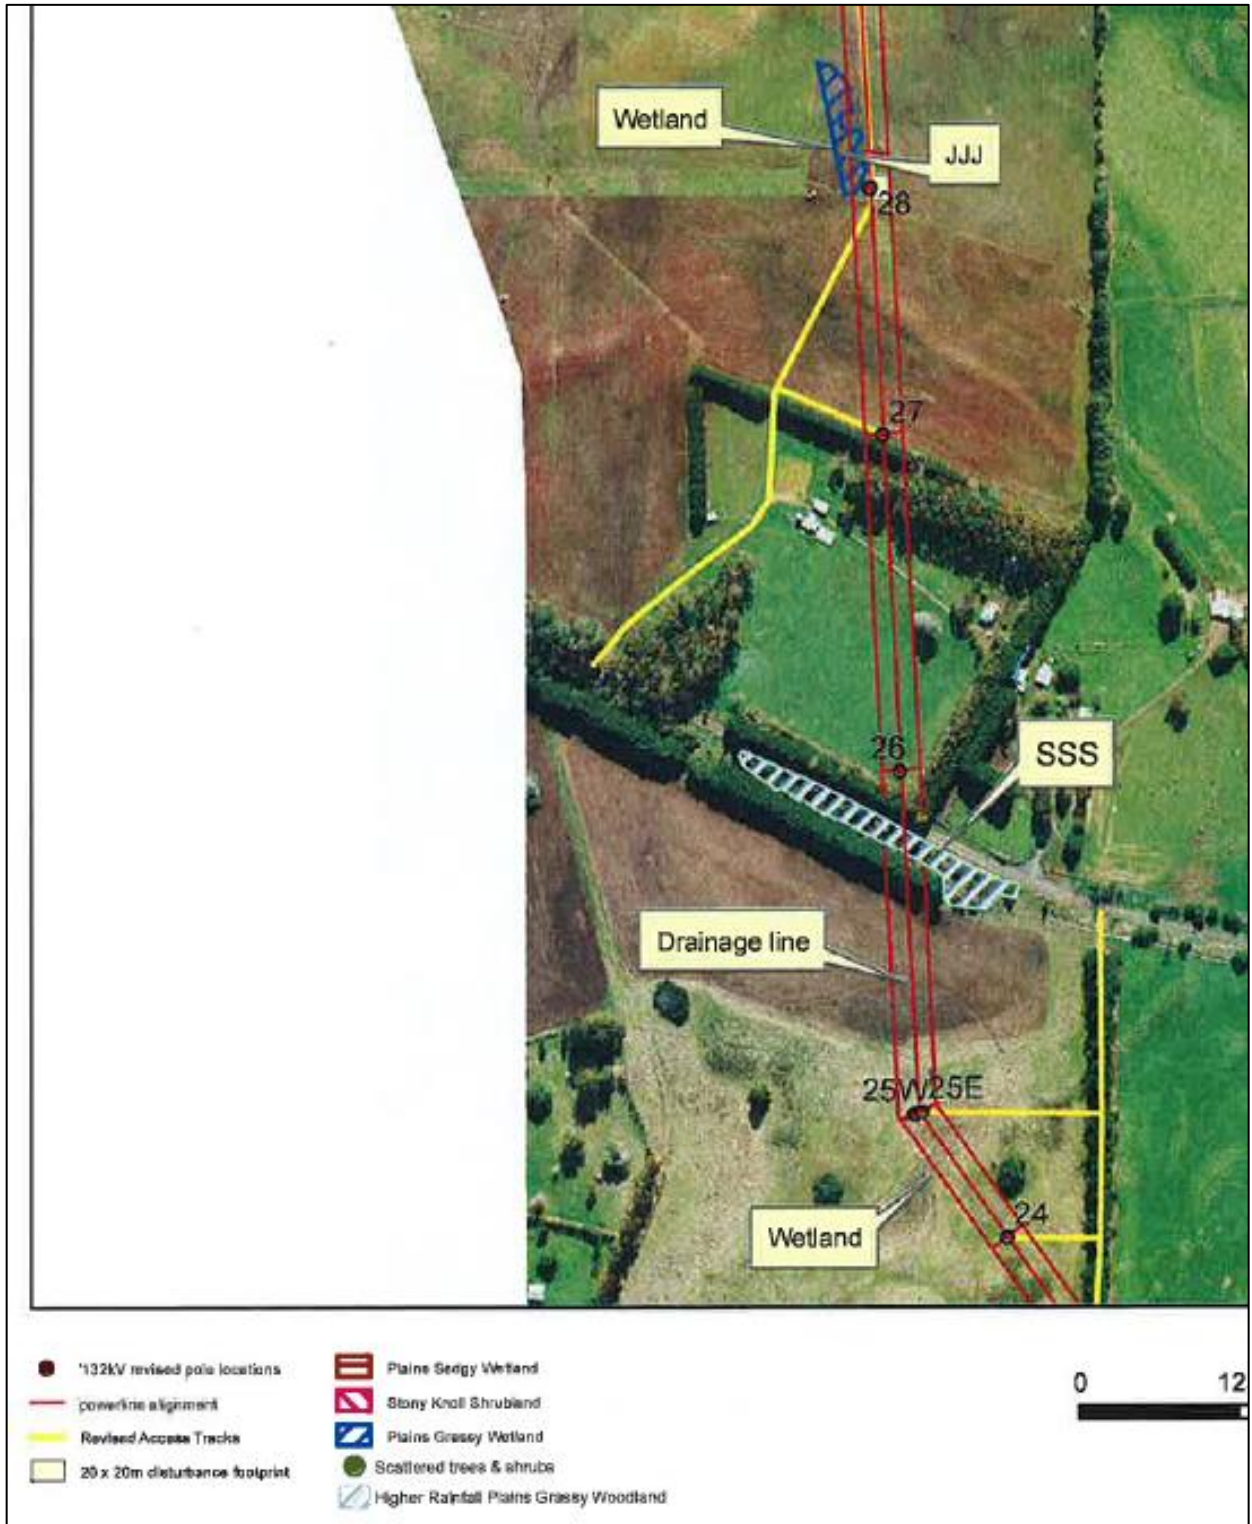 Wetland
JJJ
28
27
26
SSS
Drainage line
25W 25E
24
Wetland
'132kV revised pole locations
powerline alignment
Revised Access Tracks
20 x 20m disturbance footprint
Plains Sedgy Wetland
Stony Knoll Shrubland
Plains Grassy Wetland
Scattered trees & shrubs
Higher Rainfall Plains Grassy Woodland
0 12